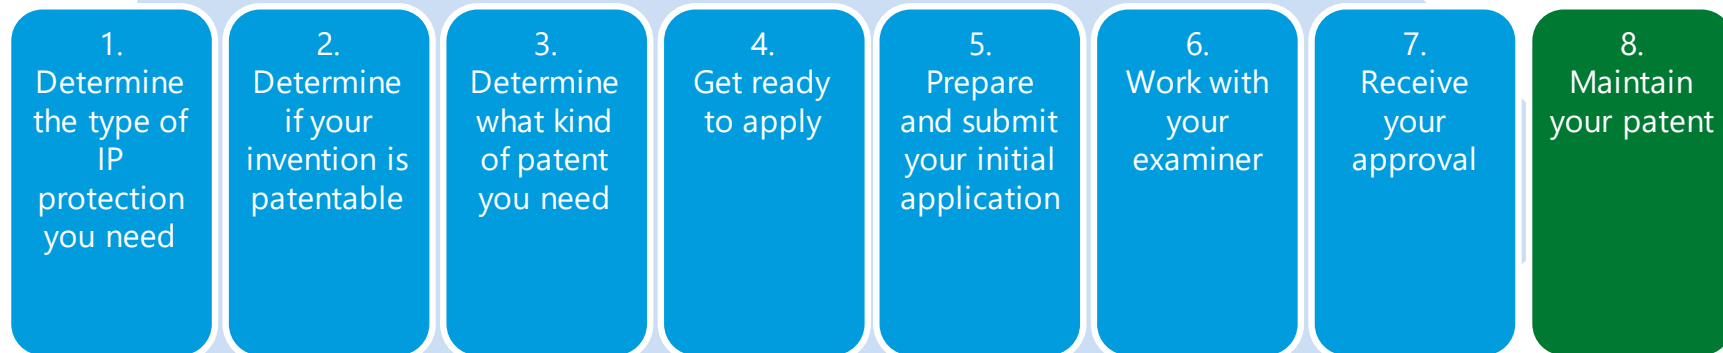 1.
Determine
the type of
IP
protection
you need
2.
Determine
if your
invention is
patentable
3.
Determine
what kind
of patent
you need
4.
Get ready
to apply
5.
Prepare
and submit
your initial
application
6.
Work with
your
examiner
7.
Receive
your
approval
8.
Maintain
your patent